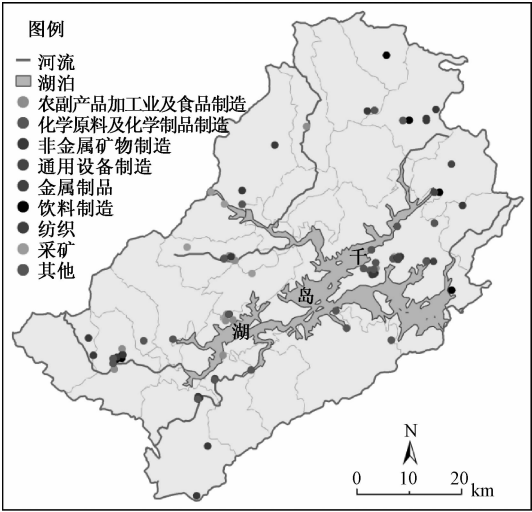 图例
河流
湖泊
农副产品加工业及食品制造
化学原料及化学制品制造
非金属矿物制造
通用设备制造
金属制品
饮料制造
纺织
采矿
其他
千
岛
湖
N
0 10 20
km